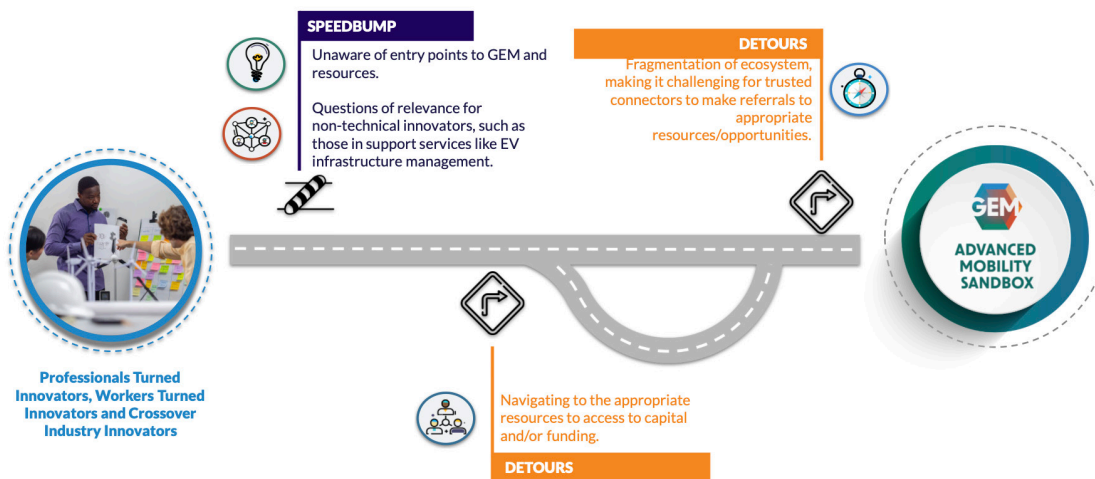 SPEEDBUMP
Unaware of entry points to GEM and
resources.
Questions of relevance for
non-technical innovators, such as
those in support services like EV
infrastructure management.
DETOURS
Fragmentation of ecosystem,
making it challenging for trusted
connectors to make referrals to
appropriate
resources/opportunities.
Professionals Turned
Innovators, Workers Turned
Innovators and Crossover
Industry Innovators
GEM
ADVANCED
MOBILITY
SANDBOX
Navigating to the appropriate
resources to access to capital
and/or funding.
DETOURS